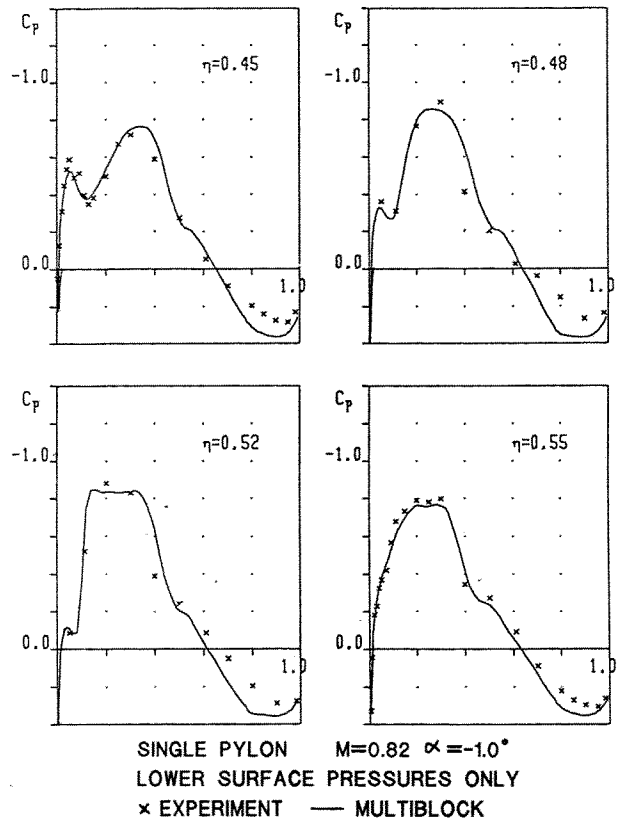 Cₚ
-1.0
η=0.45
0.0
1.0
Cₚ
-1.0
η=0.48
0.0
1.0
Cₚ
-1.0
η=0.52
0.0
1.0
Cₚ
-1.0
η=0.55
0.0
1.0
SINGLE PYLON M=0.82 ∝=-1.0°
LOWER SURFACE PRESSURES ONLY
× EXPERIMENT — MULTIBLOCK